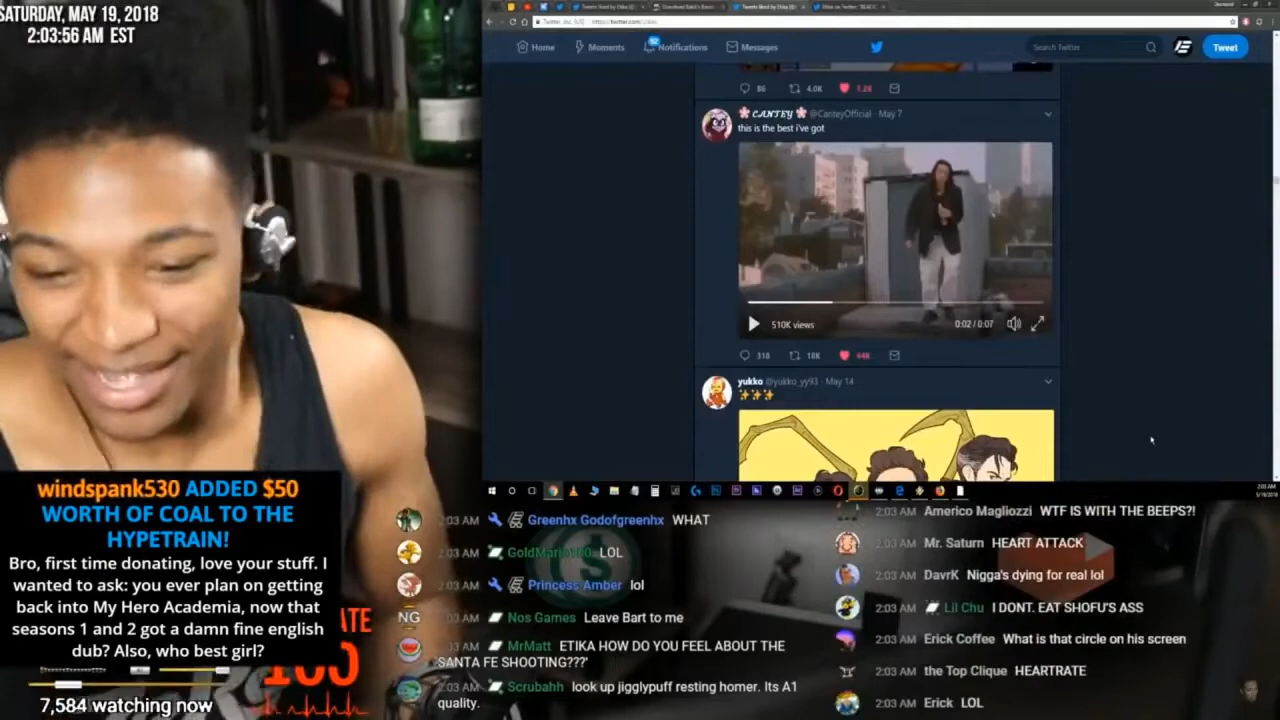 SATURDAY, MAY 19, 2018
2:03:56 AM EST
Home
Moments
Notifications
Messages
Search Twitter
Tweet
86
4.0K
CANTEY @CanteyOfficial · May 7
this is the best i've got
510K views
0:02 / 0:07
318
18K
yukko @yukko_yy93 · May 14
windspank530 ADDED $50
WORTH OF COAL TO THE
HYPETRAIN!
Bro, first time donating, love your stuff. I
wanted to ask: you ever plan on getting
back into My Hero Academia, now that
seasons 1 and 2 got a damn fine english
dub? Also, who best girl?
7,584 watching now
2:03 AM Greenhx Godofgreenhx WHAT
2:03 AM LOL
2:03 AM Princess Amber lol
NG 2:03 AM Nos Games Leave Bart to me
2:03 AM MrMatt ETIKA HOW DO YOU FEEL ABOUT THE
SANTA FE SHOOTING???'
2:03 AM Scrubahh look up jigglypuff resting homer. Its A1
quality.
2:03 AM Americo Magliozzi WTF IS WITH THE BEEPS?!
2:03 AM Mr. Saturn HEART ATTACK
2:03 AM DavrK Nigga's dying for real lol
2:03 AM Lil Chu I DONT. EAT SHOFU'S ASS
2:03 AM Erick Coffee What is that circle on his screen
2:03 AM the Top Clique HEARTRATE
2:03 AM Erick LOL